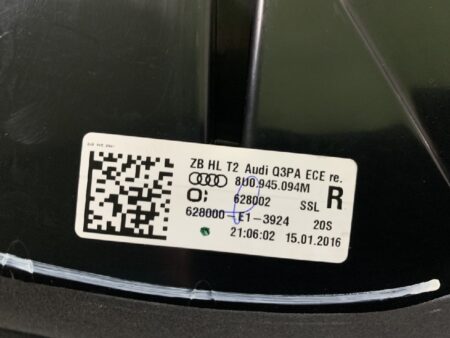 ZB HL T2 Audi Q3PA ECE re.
8U0.945.094M R
628002 SSL
628000-E1-3924 20S
21:06:02 15.01.2016